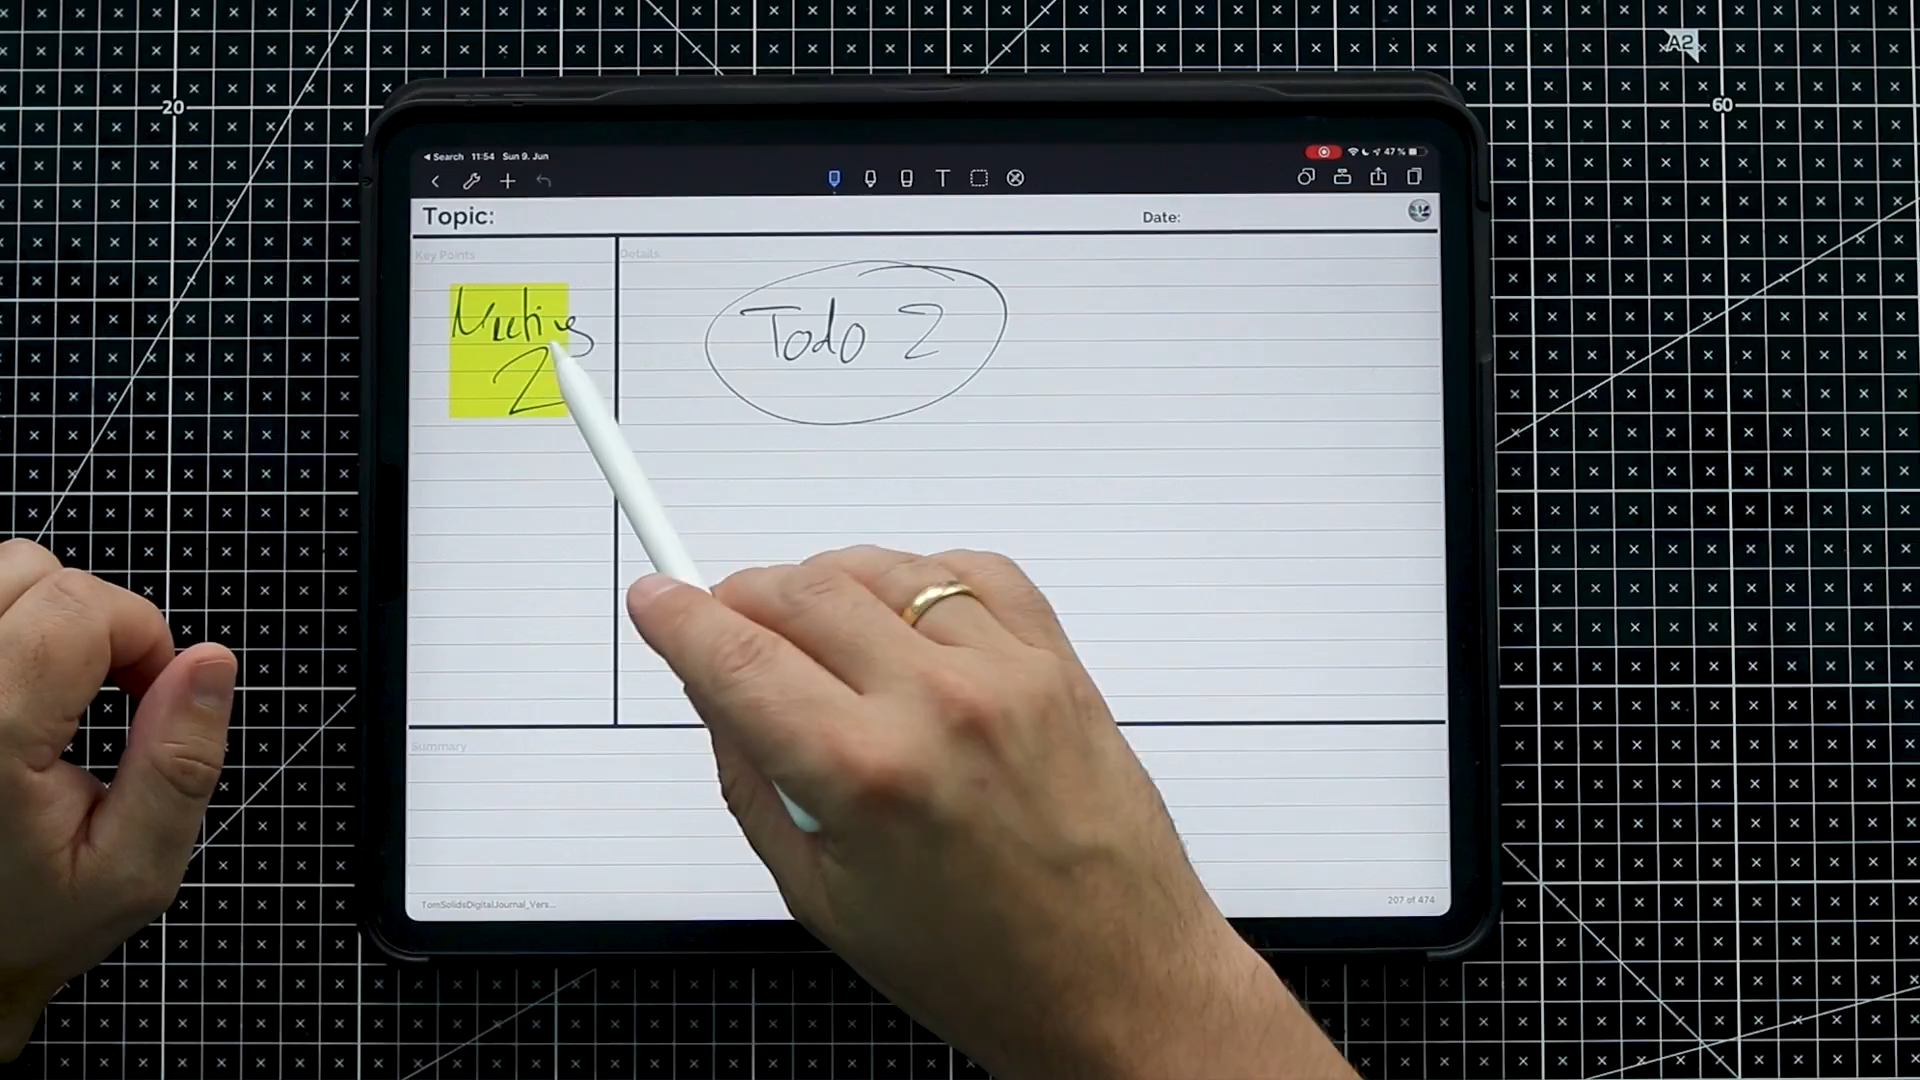 A2
20
60
Search 11:54 Sun 9. Jun
47 %
T
Topic:
Date:
Key Points
Details
Meeting
2
Todo 2
Summary
TomSolidsDigitalJournal_Vers...
207 of 474